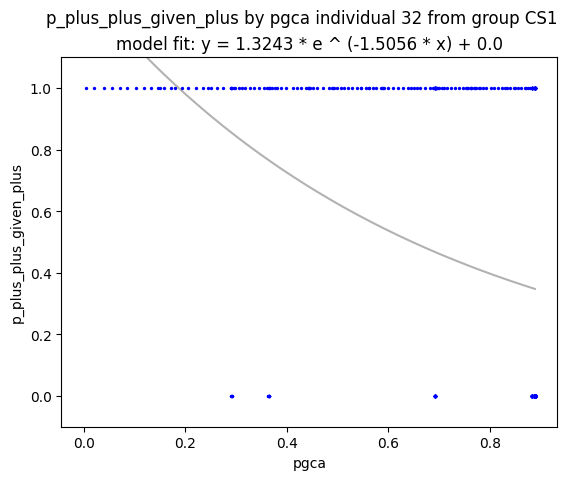 p_plus_plus_given_plus by pgca individual 32 from group CS1
model fit: y = 1.3243 * e ^ (-1.5056 * x) + 0.0
1.0
0.8
0.6
0.4
0.2
0.0
p_plus_plus_given_plus
0.0 0.2 0.4 0.6 0.8
pgca